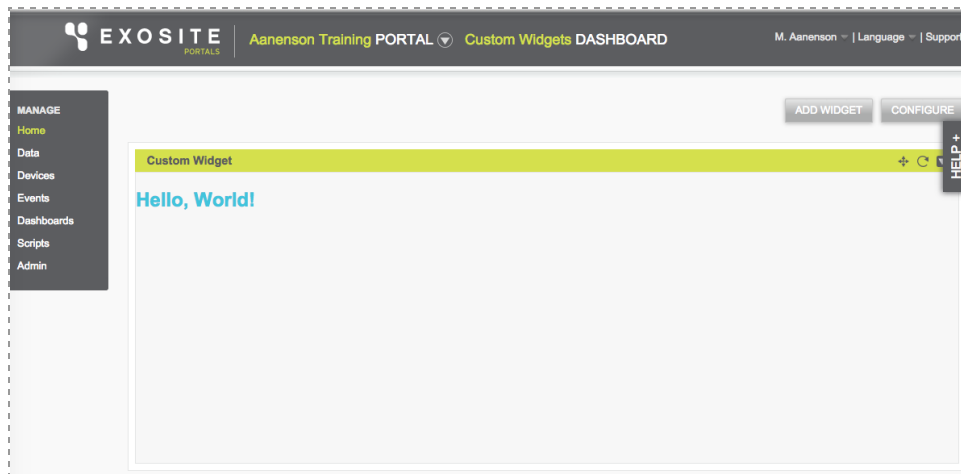 EXOSITE
PORTALS
Aanenson Training PORTAL Custom Widgets DASHBOARD
M. Aanenson | Language | Support
MANAGE
Home
Data
Devices
Events
Dashboards
Scripts
Admin
ADD WIDGET CONFIGURE
HELP +
Custom Widget
Hello, World!